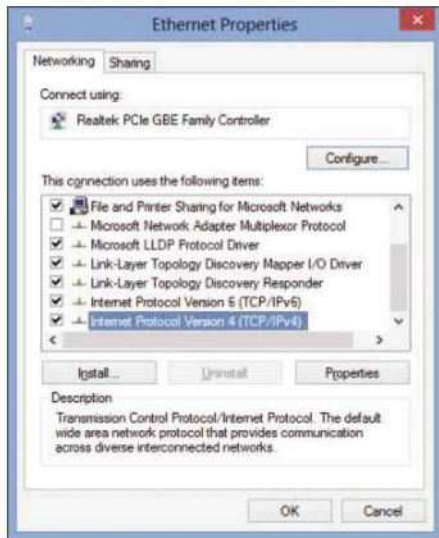 Ethernet Properties
Networking
Sharing
Connect using:
Realtek PCIe GBE Family Controller
Configure...
This connection uses the following items:
File and Printer Sharing for Microsoft Networks
Microsoft Network Adapter Multiplexor Protocol
Microsoft LLDP Protocol Driver
Link-Layer Topology Discovery Mapper I/O Driver
Link-Layer Topology Discovery Responder
Internet Protocol Version 6 (TCP/IPv6)
Internet Protocol Version 4 (TCP/IPv4)
Install...
Uninstall
Properties
Description
Transmission Control Protocol/Internet Protocol. The default
wide area network protocol that provides communication
across diverse interconnected networks.
OK
Cancel